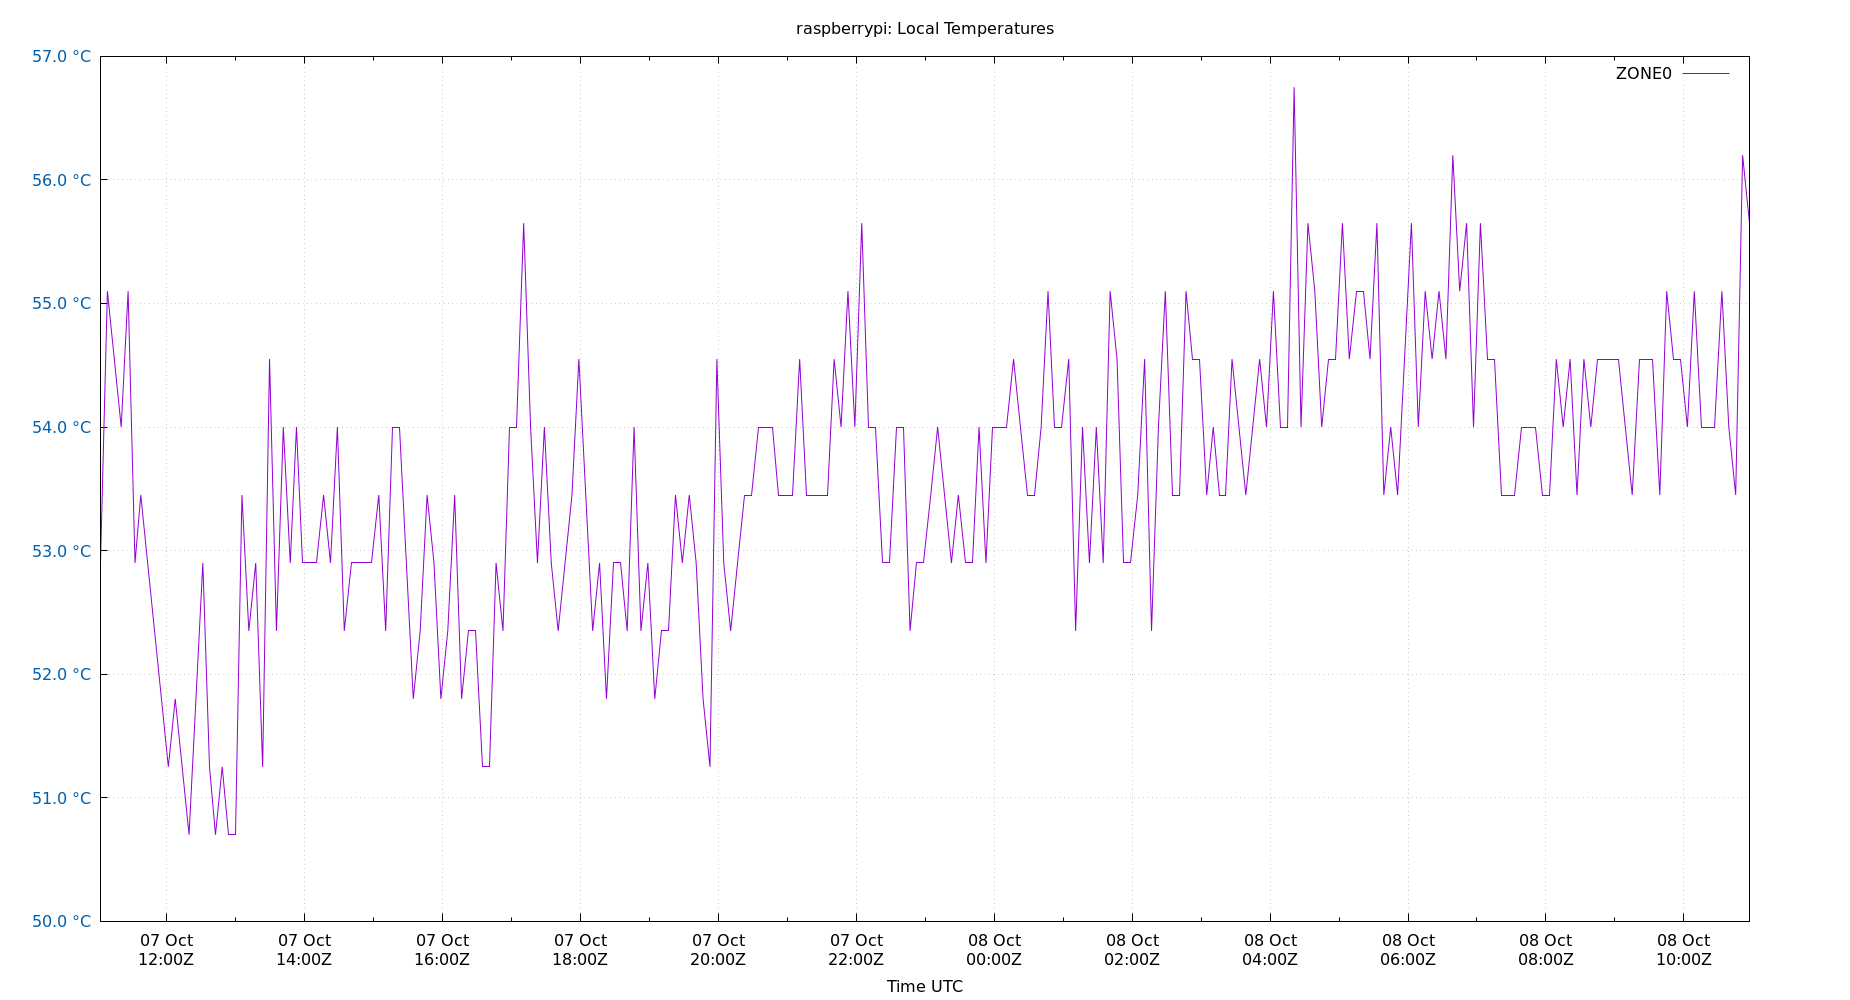 raspberrypi: Local Temperatures
57.0 °C
ZONE0
56.0 °C
55.0 °C
54.0 °C
53.0 °C
52.0 °C
51.0 °C
50.0 °C
07 Oct 07 Oct 07 Oct 07 Oct 07 Oct 07 Oct 08 Oct 08 Oct 08 Oct 08 Oct 08 Oct 08 Oct
12:00Z 14:00Z 16:00Z 18:00Z 20:00Z 22:00Z 00:00Z 02:00Z 04:00Z 06:00Z 08:00Z 10:00Z
Time UTC